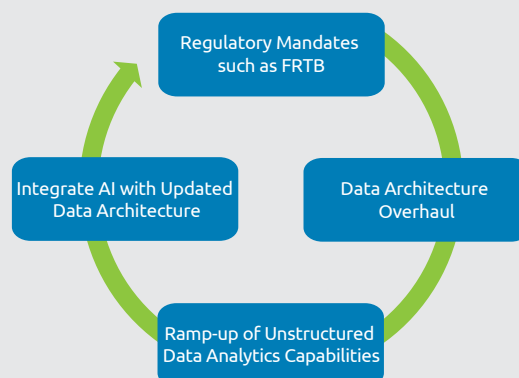 Regulatory Mandates
such as FRTB
Data Architecture
Overhaul
Ramp-up of Unstructured
Data Analytics Capabilities
Integrate AI with Updated
Data Architecture